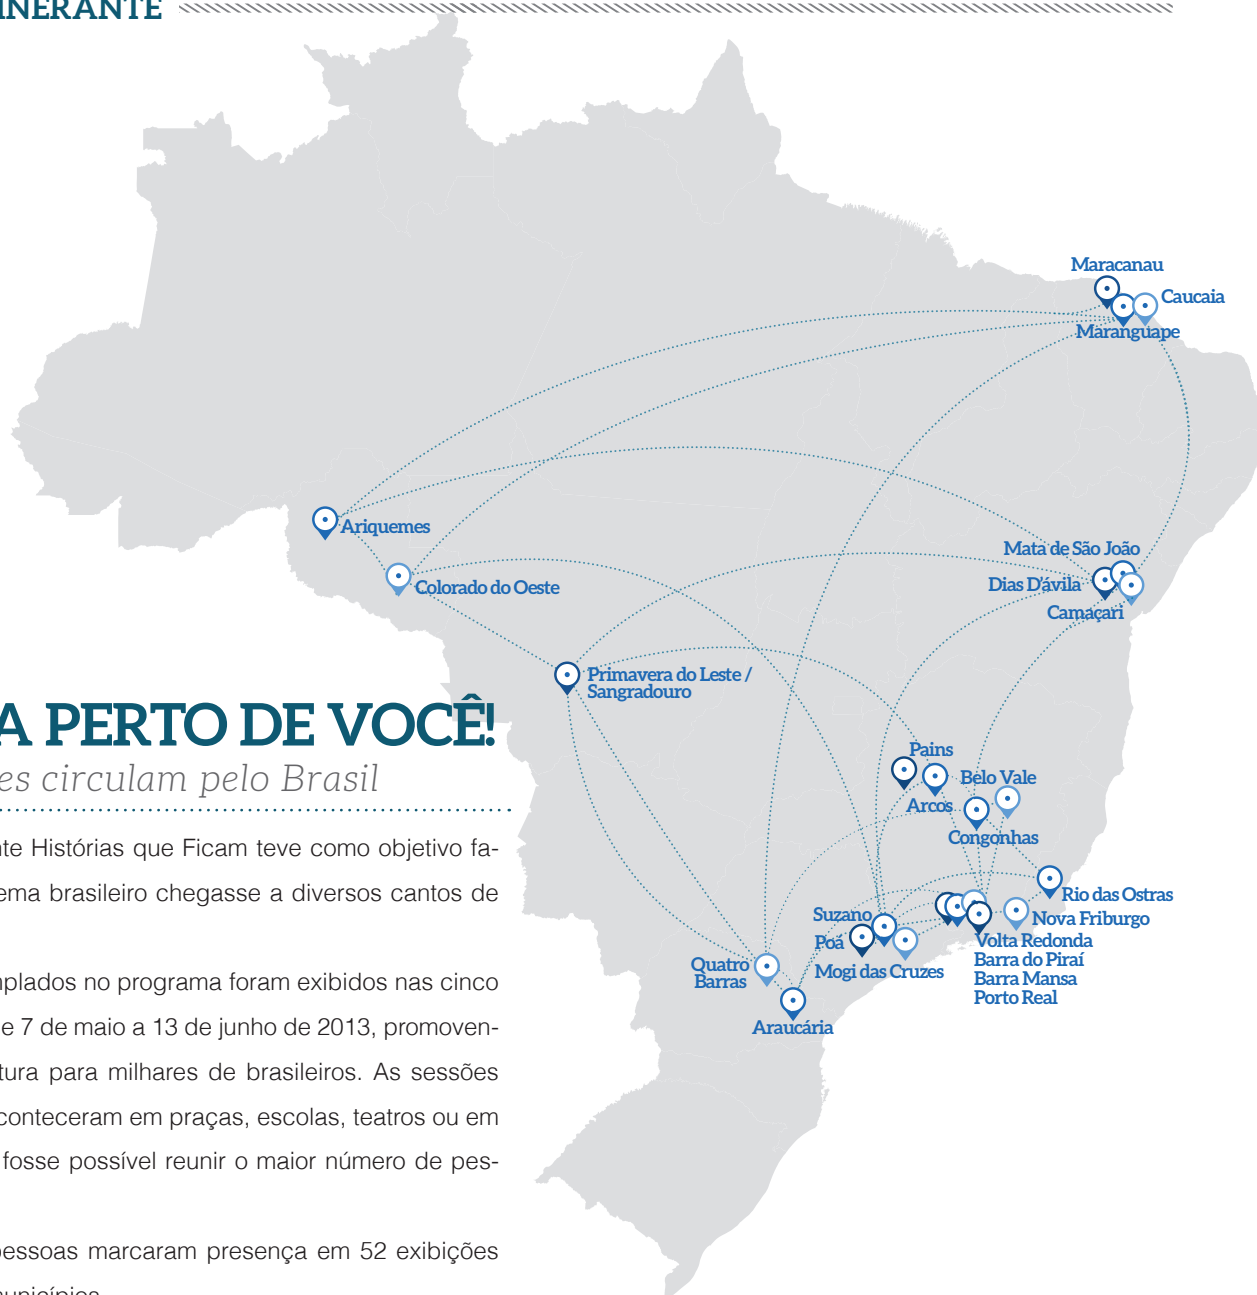 INERANTE
Maracanau
Caucaia
Maranguape
Ariquemes
Colorado do Oeste
Mata de São João
Dias D'ávila
Camaçari
Primavera do Leste /
Sangradouro
A PERTO DE VOCÊ!
es circulam pelo Brasil
Pains
Belo Vale
Arcos
Congonhas
nte Histórias que Ficam teve como objetivo fa-
ema brasileiro chegasse a diversos cantos de
Rio das Ostras
Nova Friburgo
Suzano
Poá
Mogi das Cruzes
Volta Redonda
Barra do Piraí
Barra Mansa
Porto Real
Quatro
Barras
Araucária
nplados no programa foram exibidos nas cinco
e 7 de maio a 13 de junho de 2013, promoven-
tura para milhares de brasileiros. As sessões
conteceram em praças, escolas, teatros ou em
fosse possível reunir o maior número de pes-
pessoas marcaram presença em 52 exibições
municípios.